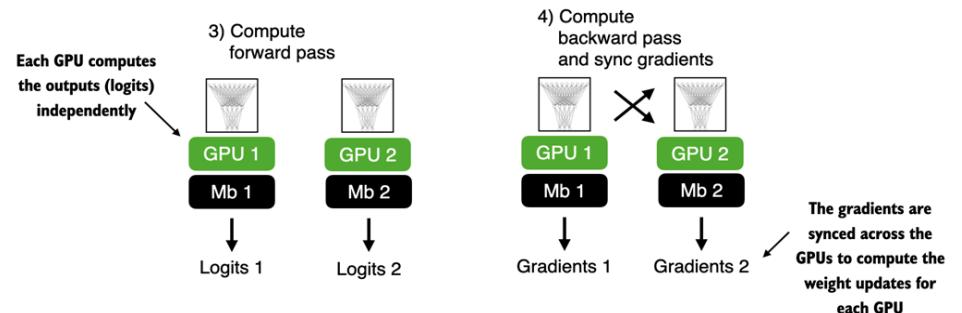 3) Compute
forward pass
Each GPU computes
the outputs (logits)
independently
GPU 1
GPU 2
Mb 1
Mb 2
Logits 1
Logits 2
4) Compute
backward pass
and sync gradients
GPU 1
GPU 2
Mb 1
Mb 2
Gradients 1
Gradients 2
The gradients are
synced across the
GPUs to compute the
weight updates for
each GPU